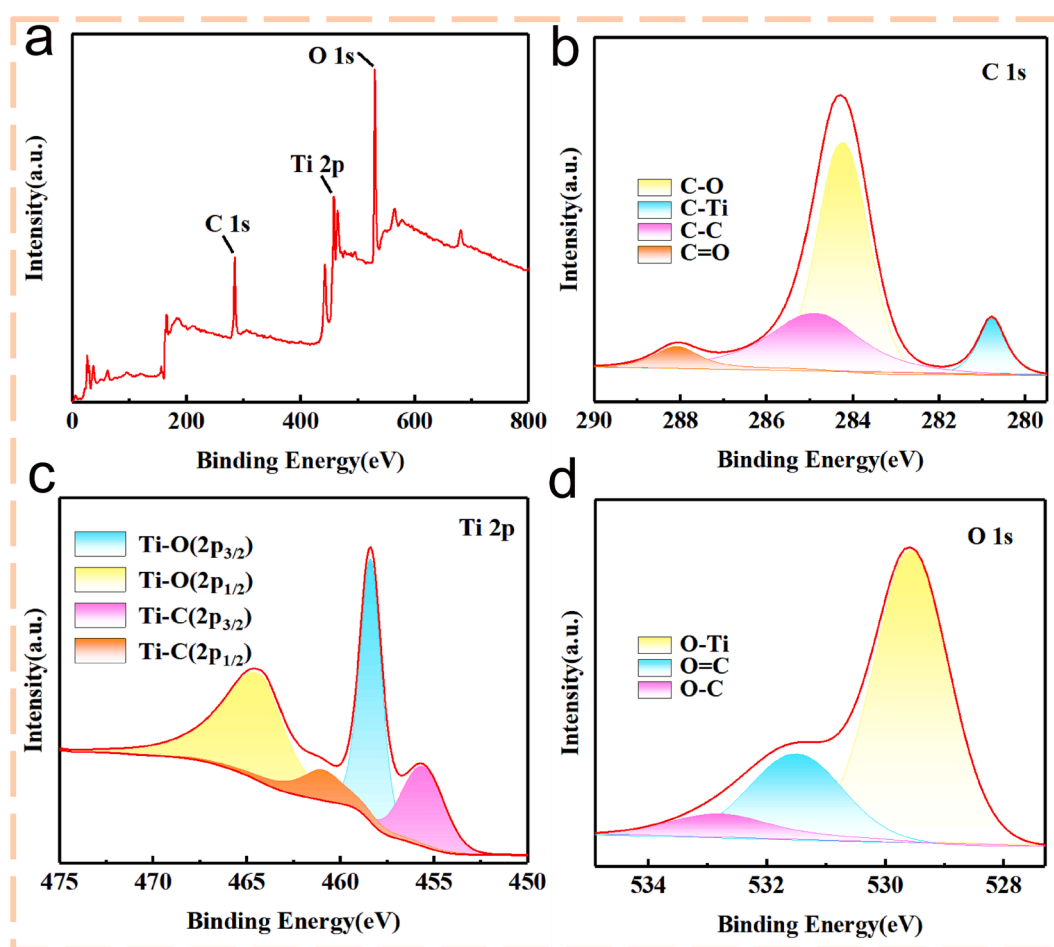 a
O 1s
Ti 2p
C 1s
Intensity(a.u.)
0 200 400 600 800
Binding Energy(eV)
b
C 1s
C-O
C-Ti
C-C
C=O
Intensity(a.u.)
290 288 286 284 282 280
Binding Energy(eV)
c
Ti 2p
Ti-O(2p₃/₂)
Ti-O(2p₁/₂)
Ti-C(2p₃/₂)
Ti-C(2p₁/₂)
Intensity(a.u.)
475 470 465 460 455 450
Binding Energy(eV)
d
O 1s
O-Ti
O=C
O-C
Intensity(a.u.)
534 532 530 528
Binding Energy(eV)